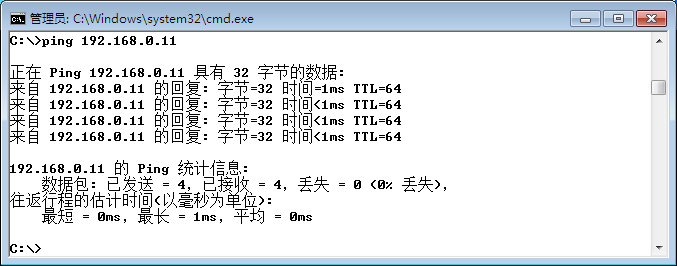 管理员: C:\Windows\system32\cmd.exe
C:\>ping 192.168.0.11
正在 Ping 192.168.0.11 具有 32 字节的数据:
来自 192.168.0.11 的回复: 字节=32 时间=1ms TTL=64
来自 192.168.0.11 的回复: 字节=32 时间<1ms TTL=64
来自 192.168.0.11 的回复: 字节=32 时间<1ms TTL=64
来自 192.168.0.11 的回复: 字节=32 时间<1ms TTL=64
192.168.0.11 的 Ping 统计信息:
数据包: 已发送 = 4，已接收 = 4，丢失 = 0 (0% 丢失)，
往返行程的估计时间(以毫秒为单位):
最短 = 0ms，最长 = 1ms，平均 = 0ms
C:\>